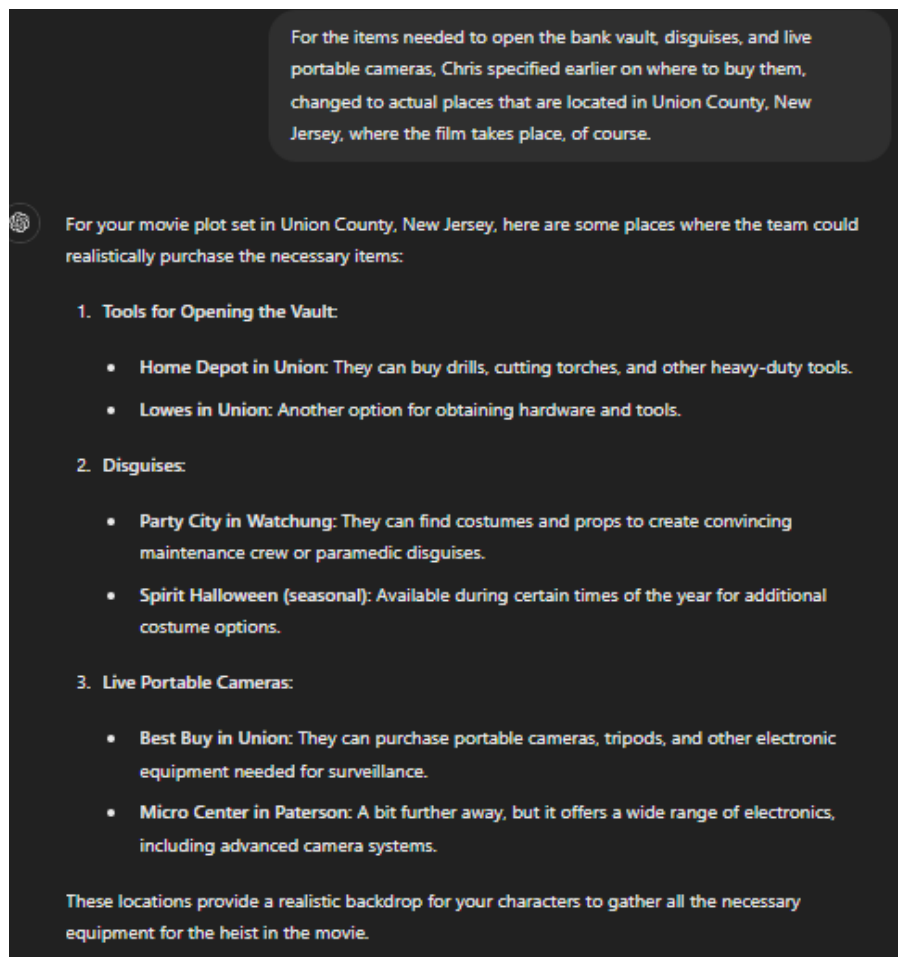 For the items needed to open the bank vault, disguises, and live
portable cameras, Chris specified earlier on where to buy them,
changed to actual places that are located in Union County, New
Jersey, where the film takes place, of course.
For your movie plot set in Union County, New Jersey, here are some places where the team could
realistically purchase the necessary items:
1. Tools for Opening the Vault:
• Home Depot in Union: They can buy drills, cutting torches, and other heavy-duty tools.
• Lowes in Union: Another option for obtaining hardware and tools.
2. Disguises:
• Party City in Watchung: They can find costumes and props to create convincing
maintenance crew or paramedic disguises.
• Spirit Halloween (seasonal): Available during certain times of the year for additional
costume options.
3. Live Portable Cameras:
• Best Buy in Union: They can purchase portable cameras, tripods, and other electronic
equipment needed for surveillance.
• Micro Center in Paterson: A bit further away, but it offers a wide range of electronics,
including advanced camera systems.
These locations provide a realistic backdrop for your characters to gather all the necessary
equipment for the heist in the movie.